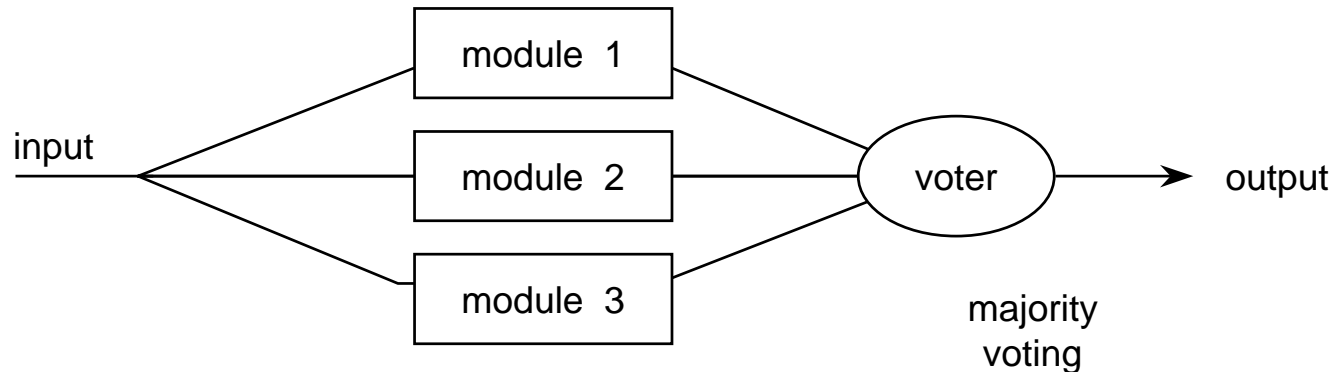 module 1
input
module 2
voter
output
module 3
majority
voting